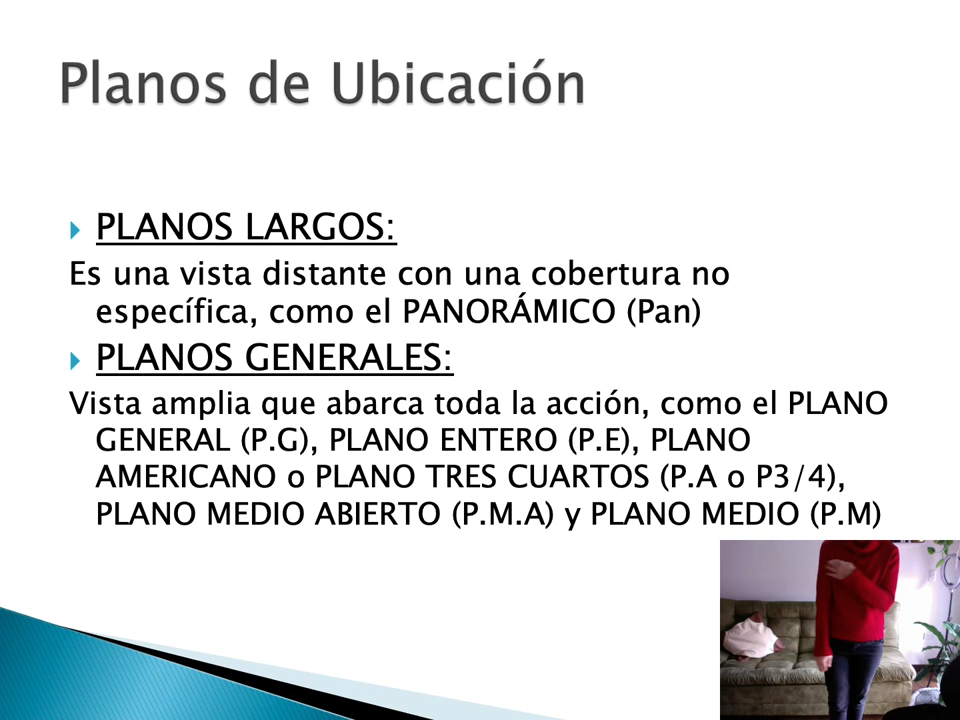 Planos de Ubicación
PLANOS LARGOS:
Es una vista distante con una cobertura no
específica, como el PANORÁMICO (Pan)
PLANOS GENERALES:
Vista amplia que abarca toda la acción, como el PLANO
GENERAL (P.G), PLANO ENTERO (P.E), PLANO
AMERICANO o PLANO TRES CUARTOS (P.A o P3/4),
PLANO MEDIO ABIERTO (P.M.A) y PLANO MEDIO (P.M)